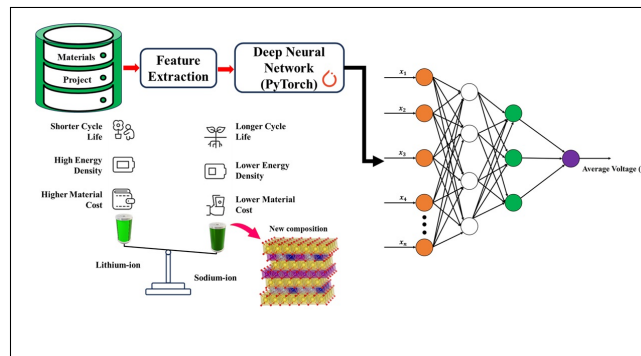 Materials
Project
Feature
Extraction
Deep Neural
Network
(PyTorch)
Shorter Cycle
Life
High Energy
Density
Higher Material
Cost
Longer Cycle
Life
Lower Energy
Density
Lower Material
Cost
New composition
Lithium-ion
Sodium-ion
x₁
x₂
x₃
x₄
xₙ
Average Voltage (